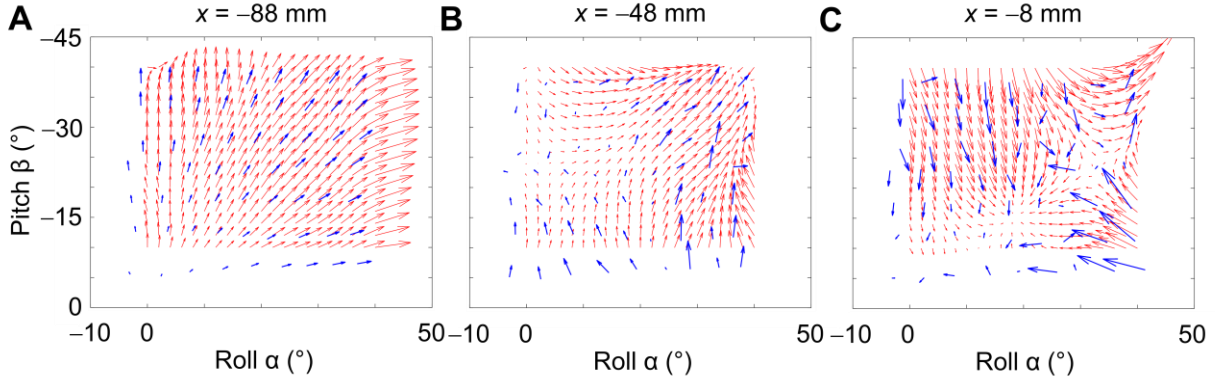 A x = –88 mm
B x = –48 mm
C x = –8 mm
–45
–30
–15
0
Pitch β (°)
–10 0 50
–10 0 50
–10 0 50
Roll α (°)
Roll α (°)
Roll α (°)